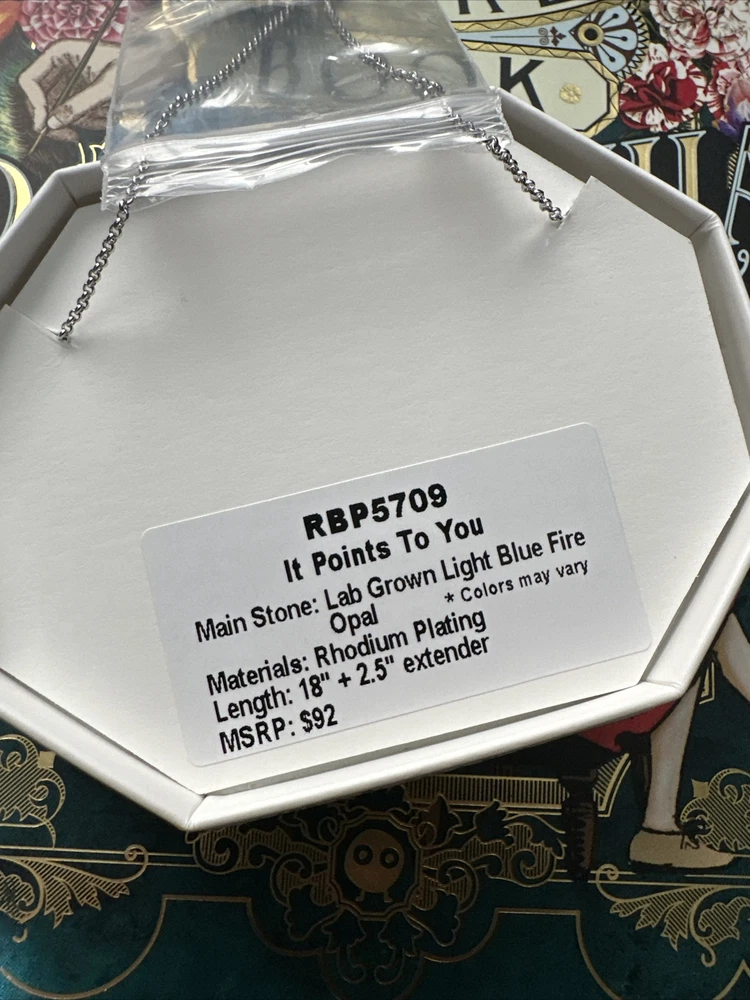 BOOK
RBP5709
It Points To You
Main Stone: Lab Grown Light Blue Fire
Opal
* Colors may vary
Materials: Rhodium Plating
Length: 18" + 2.5" extender
MSRP: $92